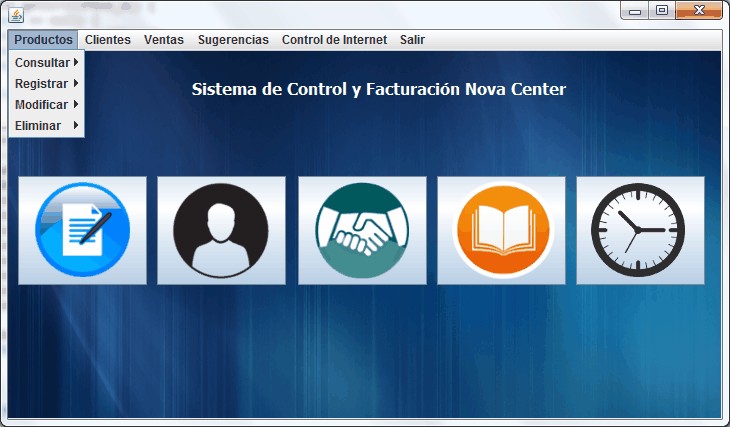 Productos Clientes Ventas Sugerencias Control de Internet Salir
Consultar
Registrar
Modificar
Eliminar
Sistema de Control y Facturación Nova Center